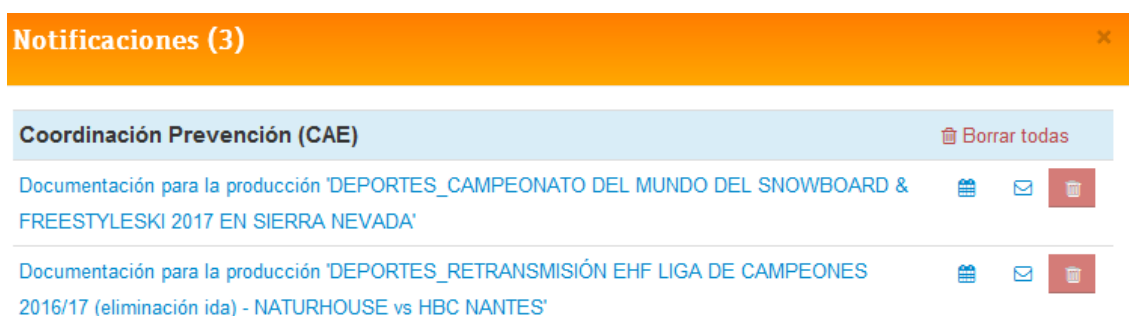 Notificaciones (3)
Coordinación Prevención (CAE)
Borrar todas
Documentación para la producción 'DEPORTES_CAMPEONATO DEL MUNDO DEL SNOWBOARD &
FREESTYLESKI 2017 EN SIERRA NEVADA'
Documentación para la producción 'DEPORTES_RETRANSMISIÓN EHF LIGA DE CAMPEONES
2016/17 (eliminación ida) - NATURHOUSE vs HBC NANTES'